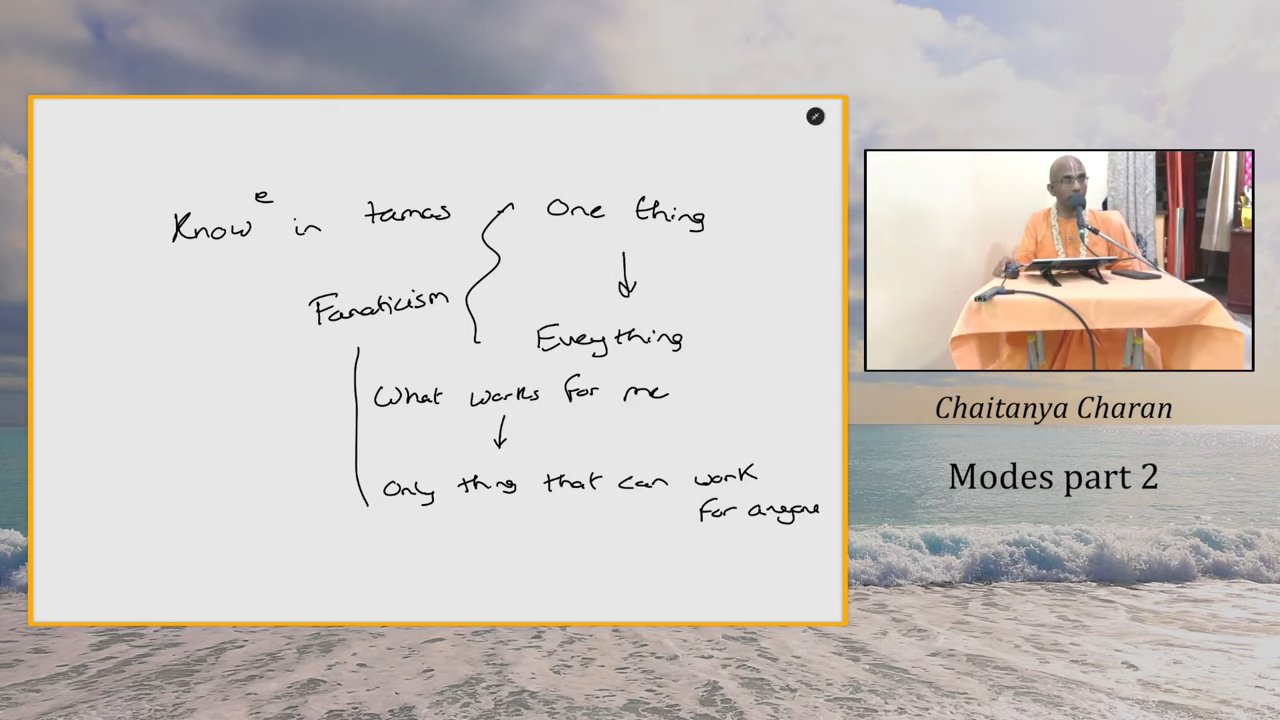 Know^e in tamas
One thing
↓
Everything
Fanaticism
What works for me
↓
Only thing that can work
for anyone
Chaitanya Charan
Modes part 2